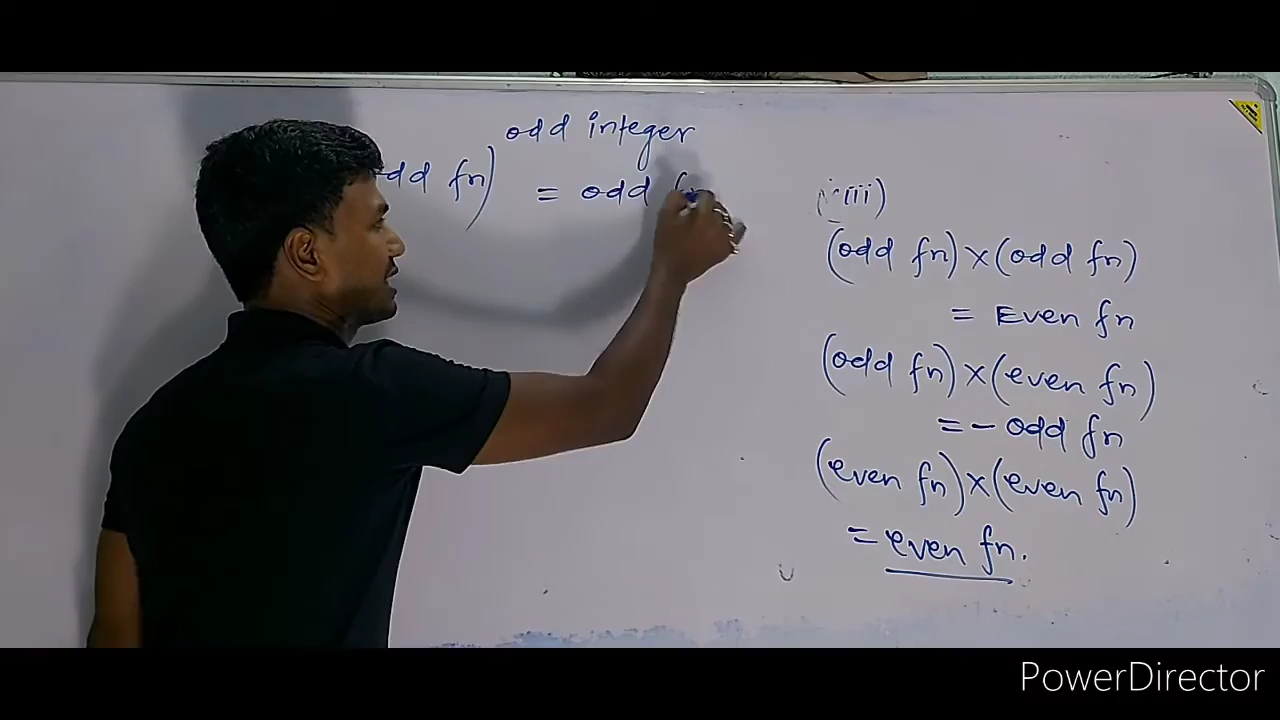 odd integer
odd fn) = odd
(iii)
(odd fn)×(odd fn)
= Even fn
(odd fn)×(even fn)
= - odd fn
(even fn)×(even fn)
= even fn.
PowerDirector